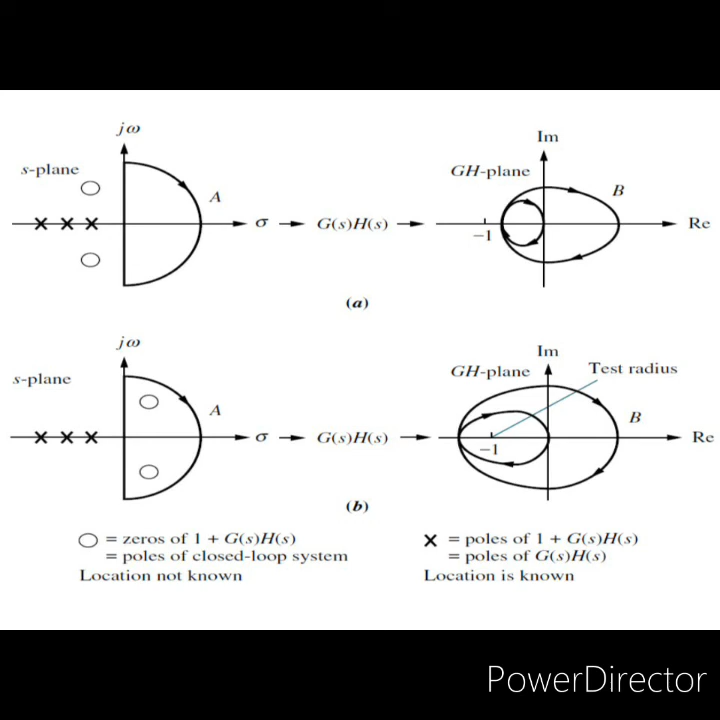 jω
s-plane
A
σ
G(s)H(s)
Im
GH-plane
B
−1
Re
(a)
jω
s-plane
A
σ
G(s)H(s)
Im
GH-plane
Test radius
B
−1
Re
(b)
= zeros of 1 + G(s)H(s)
= poles of closed-loop system
Location not known
= poles of 1 + G(s)H(s)
= poles of G(s)H(s)
Location is known
PowerDirector